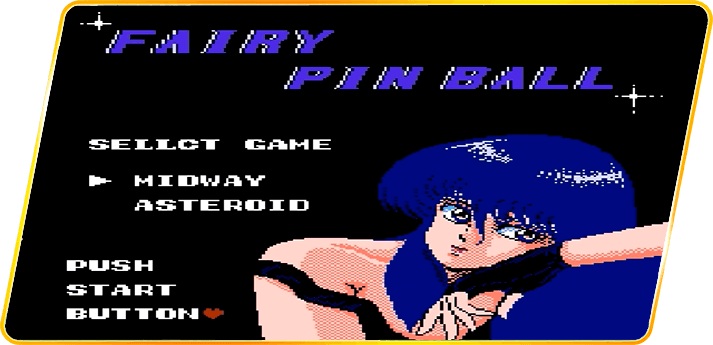 FAIRY
PIN BALL
SELLCT GAME
MIDWAY
ASTEROID
PUSH
START
BUTTON